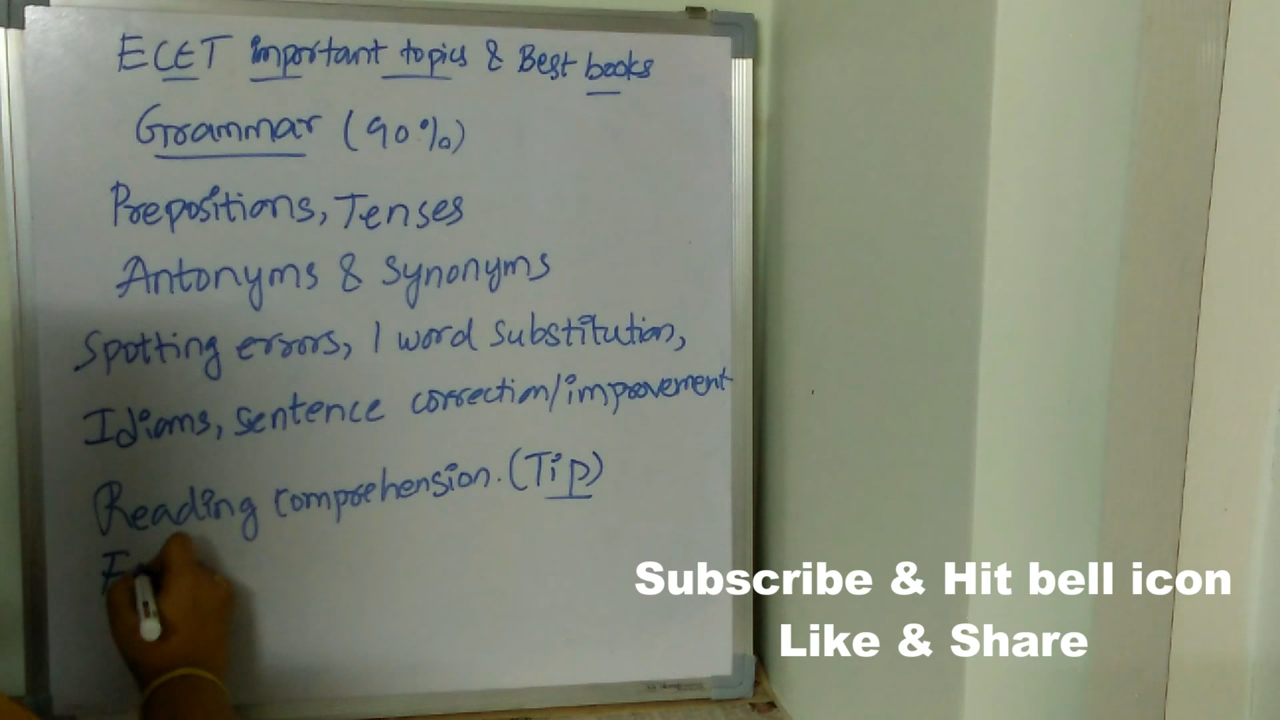 ECET important topics & Best books
Grammar (90%)
Prepositions, Tenses
Antonyms & Synonyms
Spotting errors, 1 word substitution,
Idioms, sentence correction/improvement
Reading comprehension. (Tip)
Subscribe & Hit bell icon
Like & Share